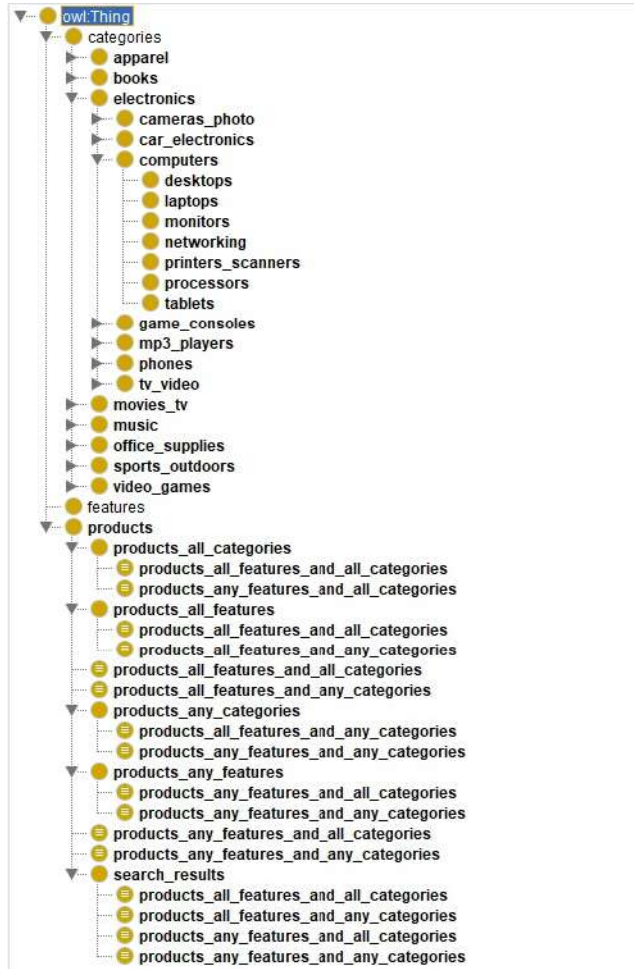 owl:Thing
categories
apparel
books
electronics
cameras_photo
car_electronics
computers
desktops
laptops
monitors
networking
printers_scanners
processors
tablets
game_consoles
mp3_players
phones
tv_video
movies_tv
music
office_supplies
sports_outdoors
video_games
features
products
products_all_categories
products_all_features_and_all_categories
products_any_features_and_all_categories
products_all_features
products_all_features_and_all_categories
products_all_features_and_any_categories
products_all_features_and_all_categories
products_all_features_and_any_categories
products_any_categories
products_all_features_and_any_categories
products_any_features_and_any_categories
products_any_features
products_any_features_and_all_categories
products_any_features_and_any_categories
products_any_features_and_all_categories
products_any_features_and_any_categories
search_results
products_all_features_and_all_categories
products_all_features_and_any_categories
products_any_features_and_all_categories
products_any_features_and_any_categories